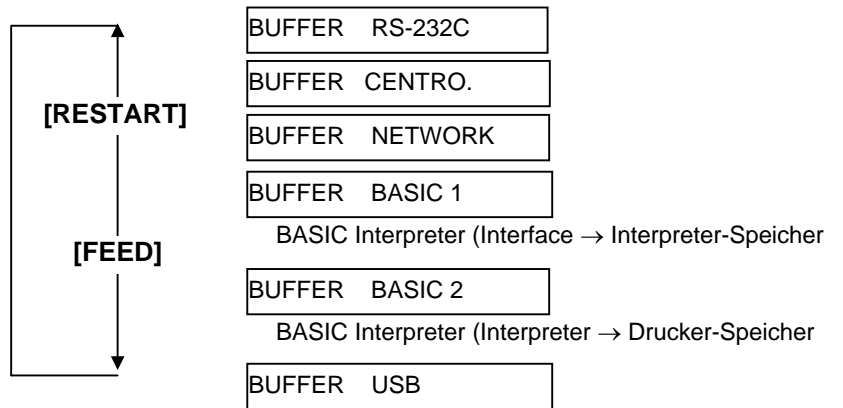 BUFFER RS-232C
BUFFER CENTRO.
[RESTART]
BUFFER NETWORK
BUFFER BASIC 1
BASIC Interpreter (Interface → Interpreter-Speicher
[FEED]
BUFFER BASIC 2
BASIC Interpreter (Interpreter → Drucker-Speicher
BUFFER USB